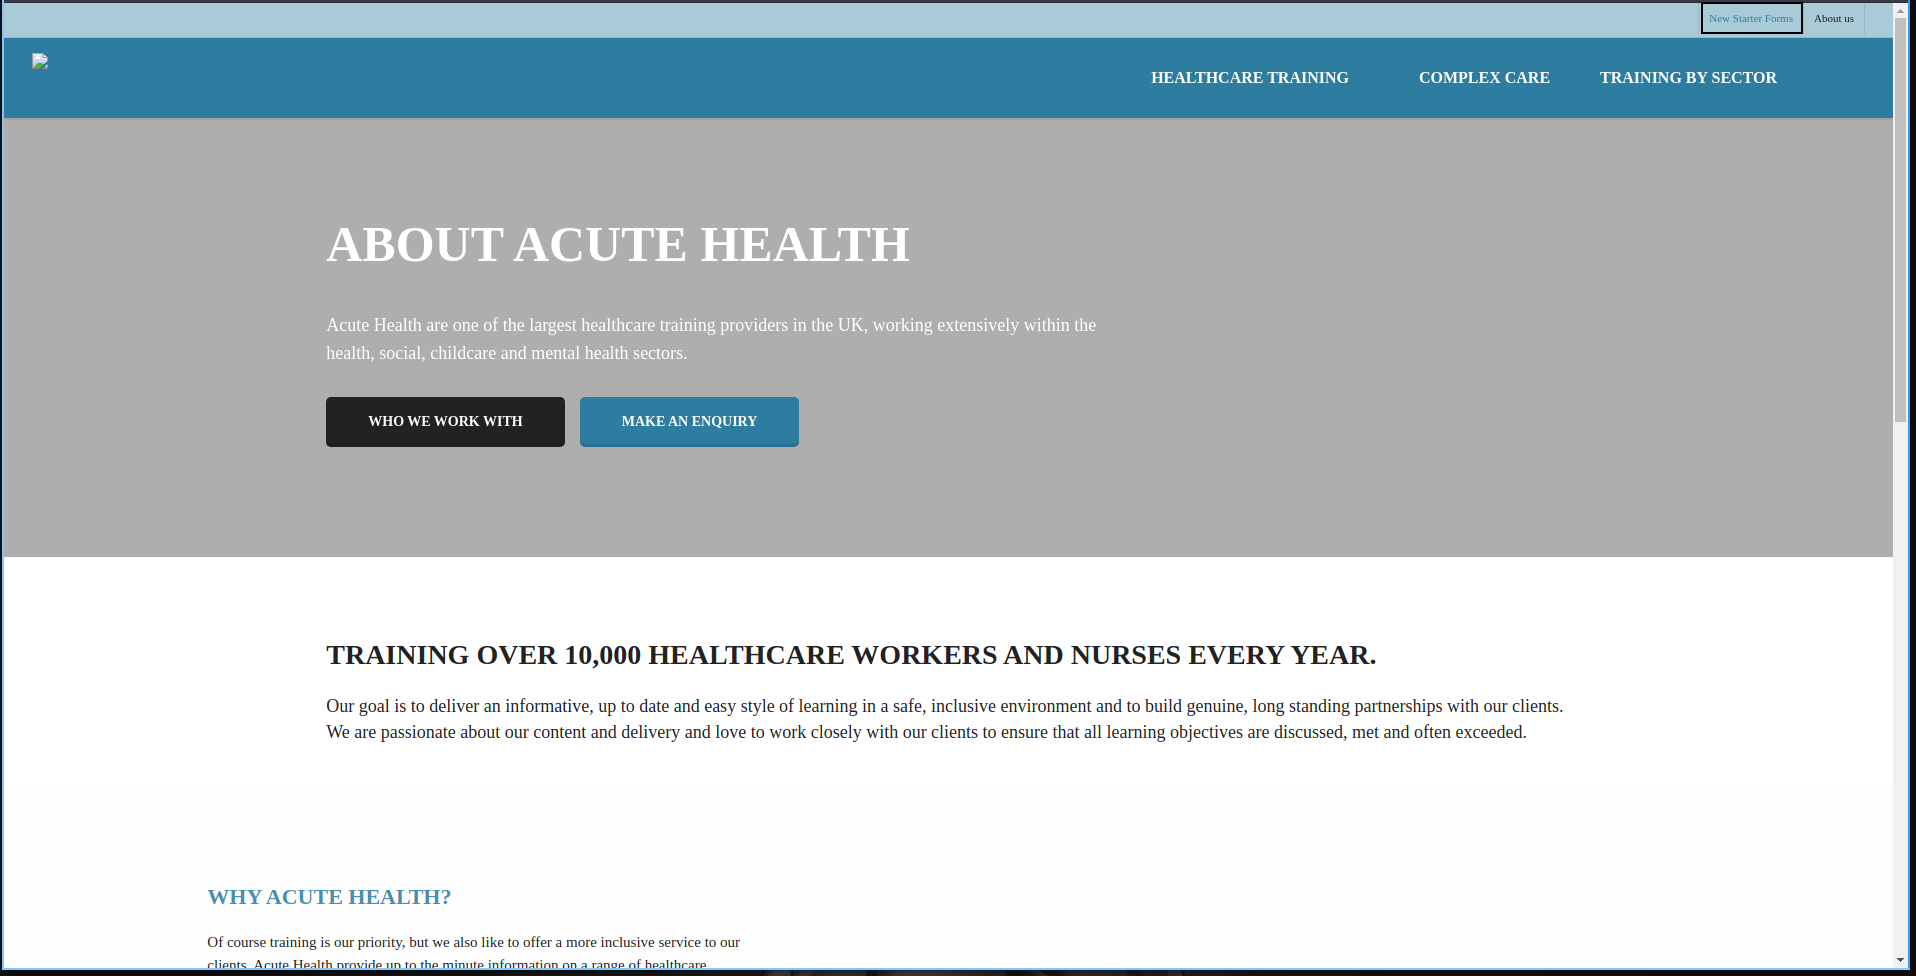 New Starter Forms
About us
HEALTHCARE TRAINING
COMPLEX CARE
TRAINING BY SECTOR
ABOUT ACUTE HEALTH
Acute Health are one of the largest healthcare training providers in the UK, working extensively within the
health, social, childcare and mental health sectors.
WHO WE WORK WITH
MAKE AN ENQUIRY
TRAINING OVER 10,000 HEALTHCARE WORKERS AND NURSES EVERY YEAR.
Our goal is to deliver an informative, up to date and easy style of learning in a safe, inclusive environment and to build genuine, long standing partnerships with our clients.
We are passionate about our content and delivery and love to work closely with our clients to ensure that all learning objectives are discussed, met and often exceeded.
WHY ACUTE HEALTH?
Of course training is our priority, but we also like to offer a more inclusive service to our
clients. Acute Health provide up to the minute information on a range of healthcare